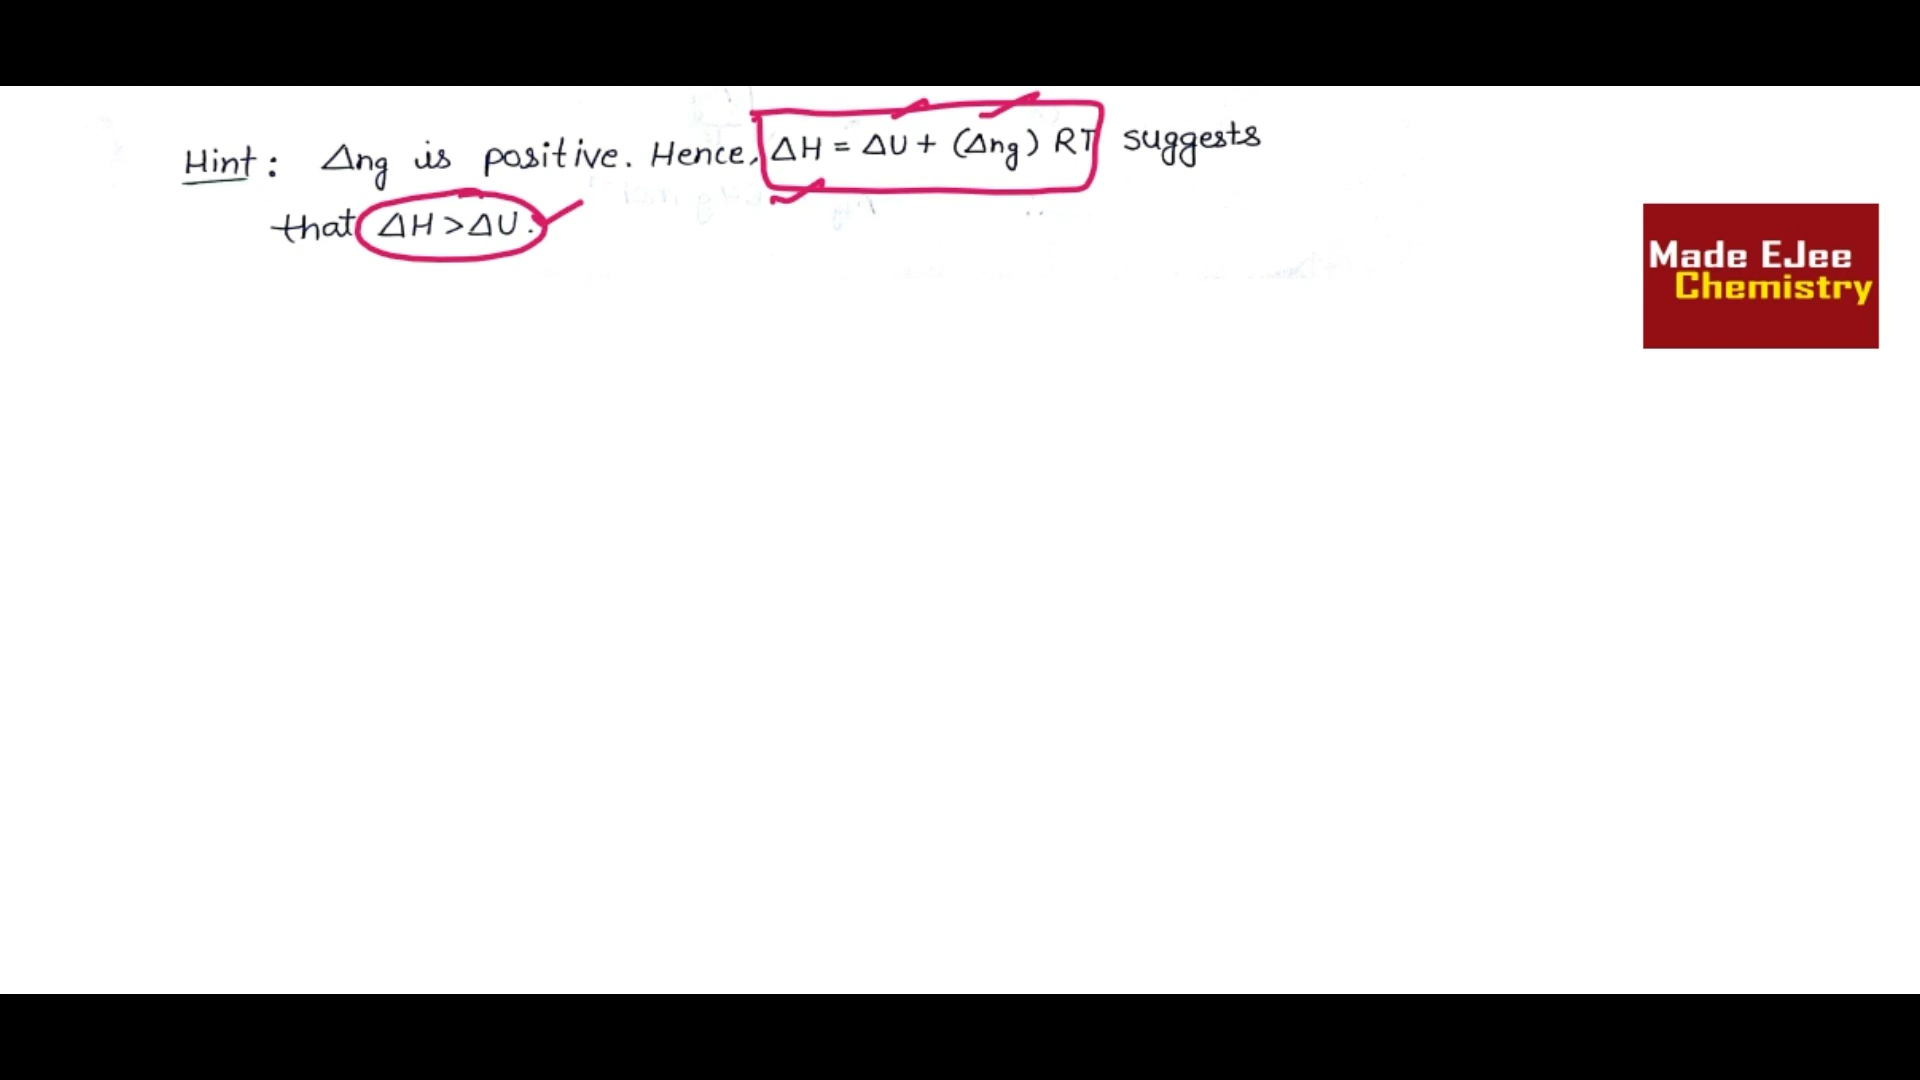 Hint : Δng is positive. Hence, ΔH = ΔU + (Δng) RT suggests
that ΔH > ΔU.
Made EJee
Chemistry